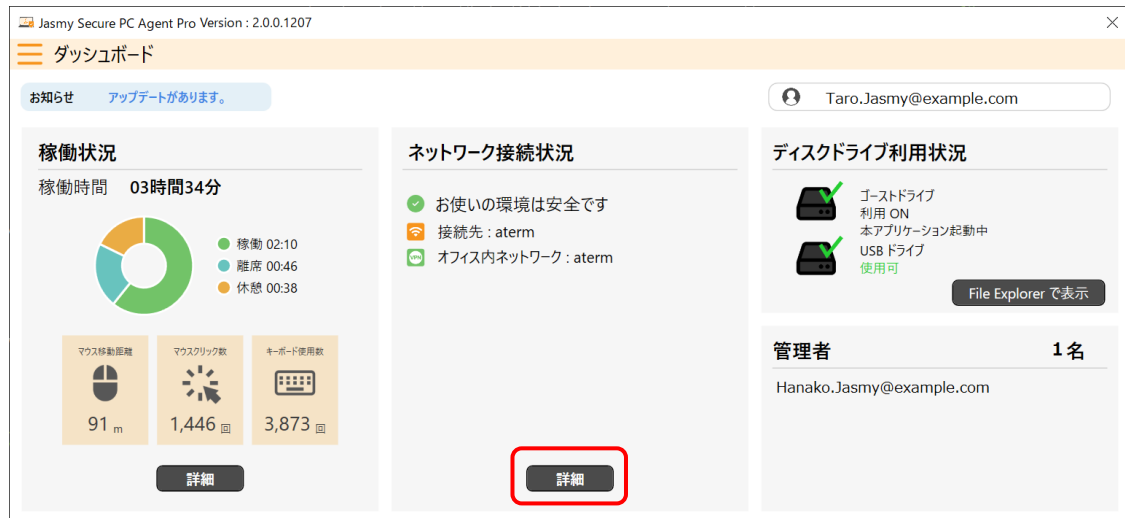 Jasmy Secure PC Agent Pro Version : 2.0.0.1207
ダッシュボード
お知らせ アップデートがあります。
Taro.Jasmy@example.com
稼働状況
稼働時間 03時間34分
稼働 02:10
離席 00:46
休憩 00:38
マウス移動距離 マウスクリック数 キーボード使用数
91 m 1,446 回 3,873 回
詳細
ネットワーク接続状況
お使いの環境は安全です
接続先 : aterm
VPN オフィス内ネットワーク : aterm
詳細
ディスクドライブ利用状況
ゴーストドライブ
利用 ON
本アプリケーション起動中
USB ドライブ
使用可
File Explorer で表示
管理者 1名
Hanako.Jasmy@example.com